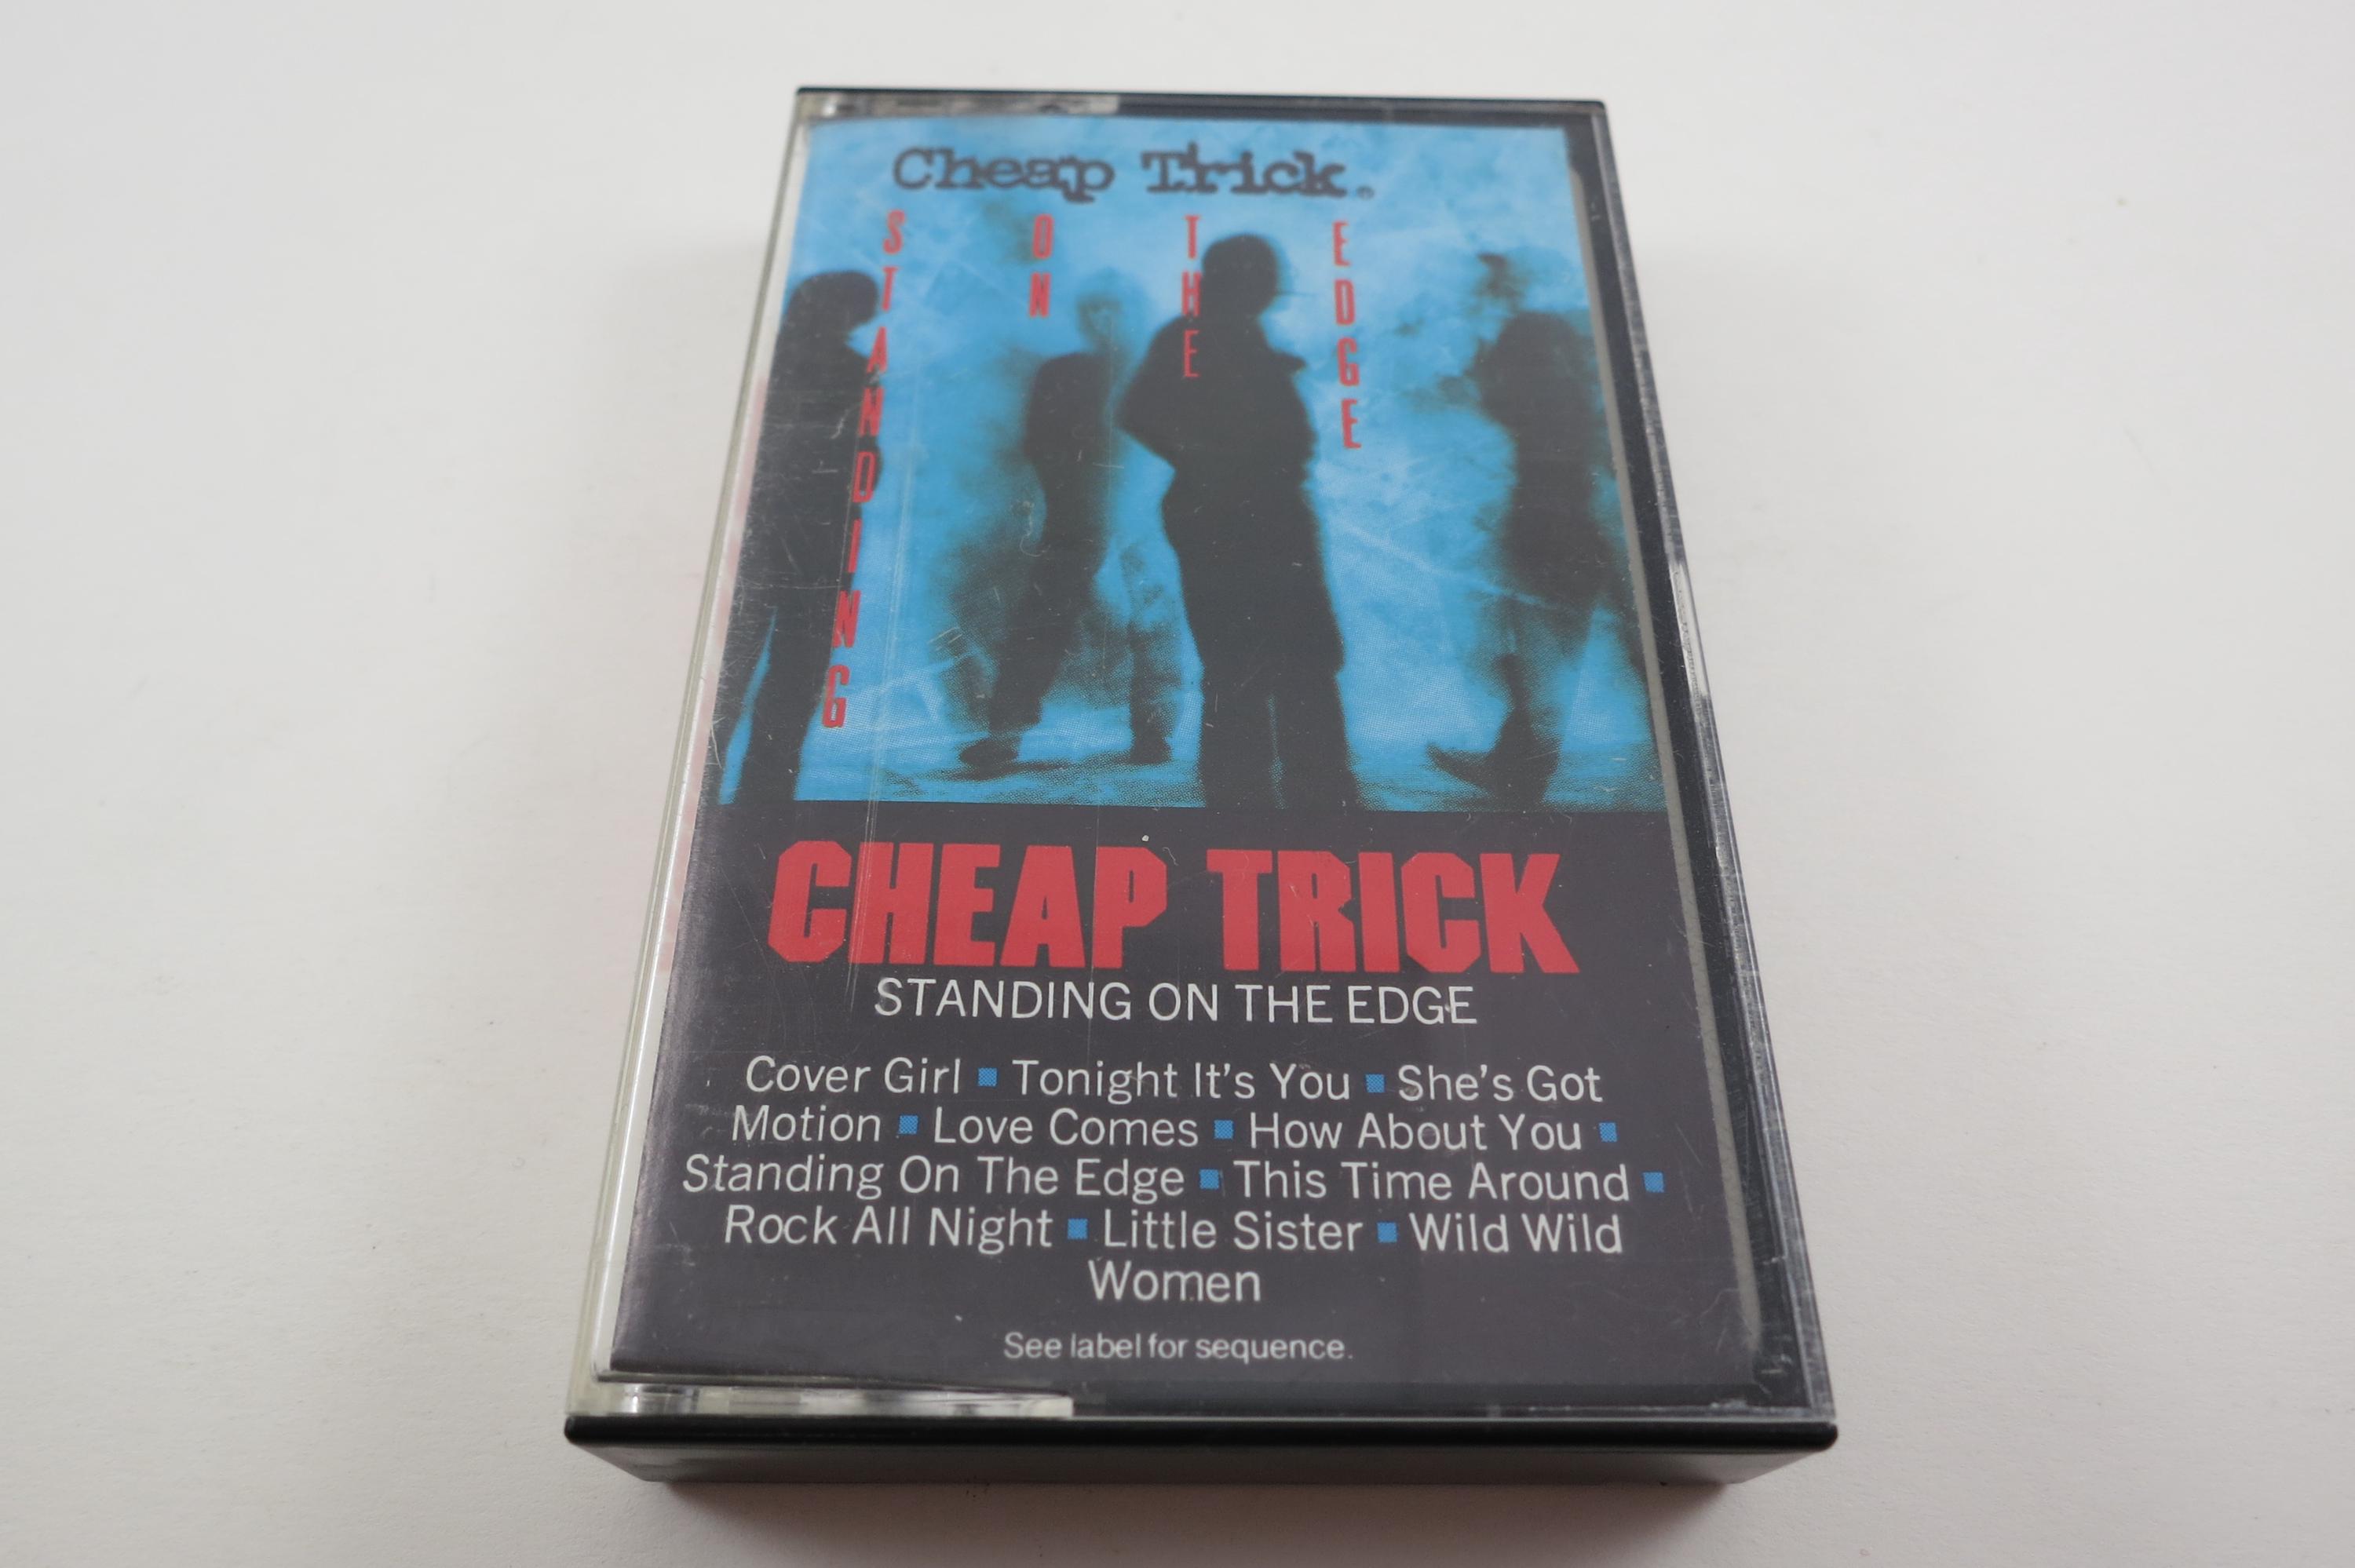 Cheap Trick®
STANDING
ON
THE
EDGE
CHEAP TRICK
STANDING ON THE EDGE
Cover Girl ▪ Tonight It's You ▪ She's Got
Motion ▪ Love Comes ▪ How About You ▪
Standing On The Edge ▪ This Time Around ▪
Rock All Night ▪ Little Sister ▪ Wild Wild
Women
See label for sequence.